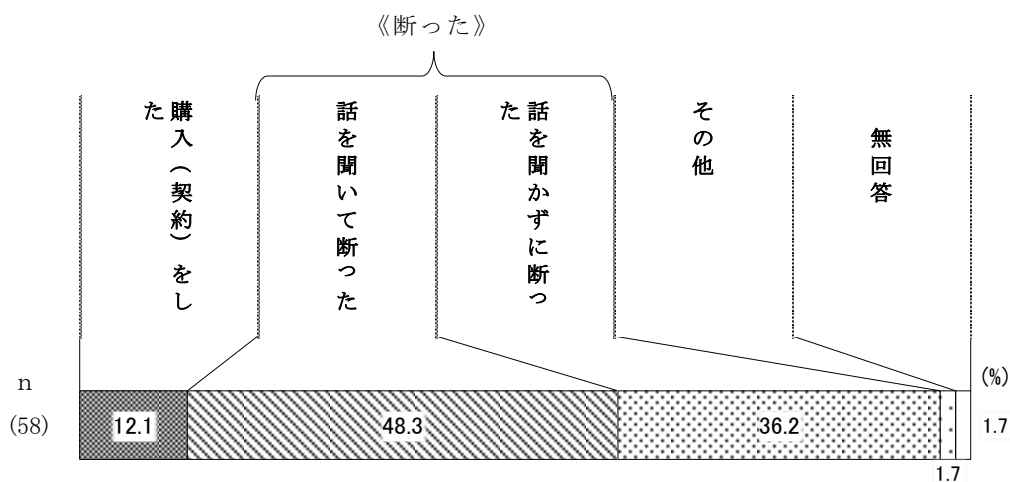 《断った》
購入(契約)をし
た
話を聞いて断った
話を聞かずに断っ
た
その他
無回答
(%)
n
(58)
12.1
48.3
36.2
1.7
1.7